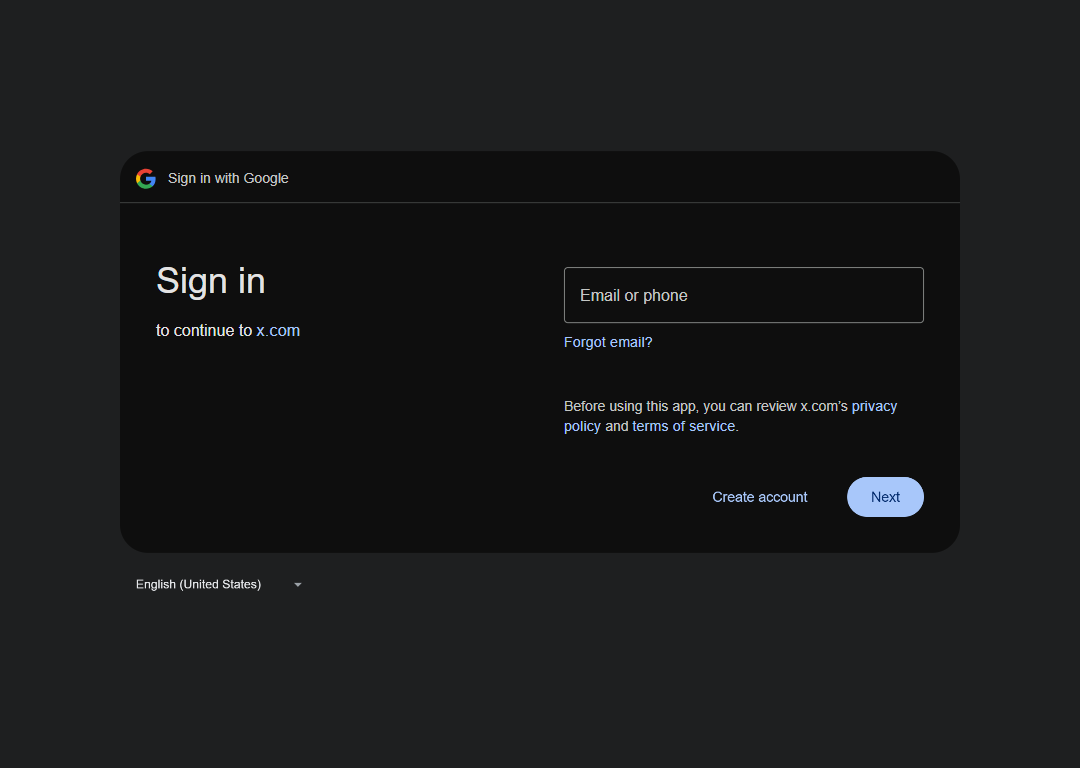 Sign in with Google
Sign in
to continue to x.com
Email or phone
Forgot email?
Before using this app, you can review x.com's privacy
policy and terms of service.
Create account
Next
English (United States)